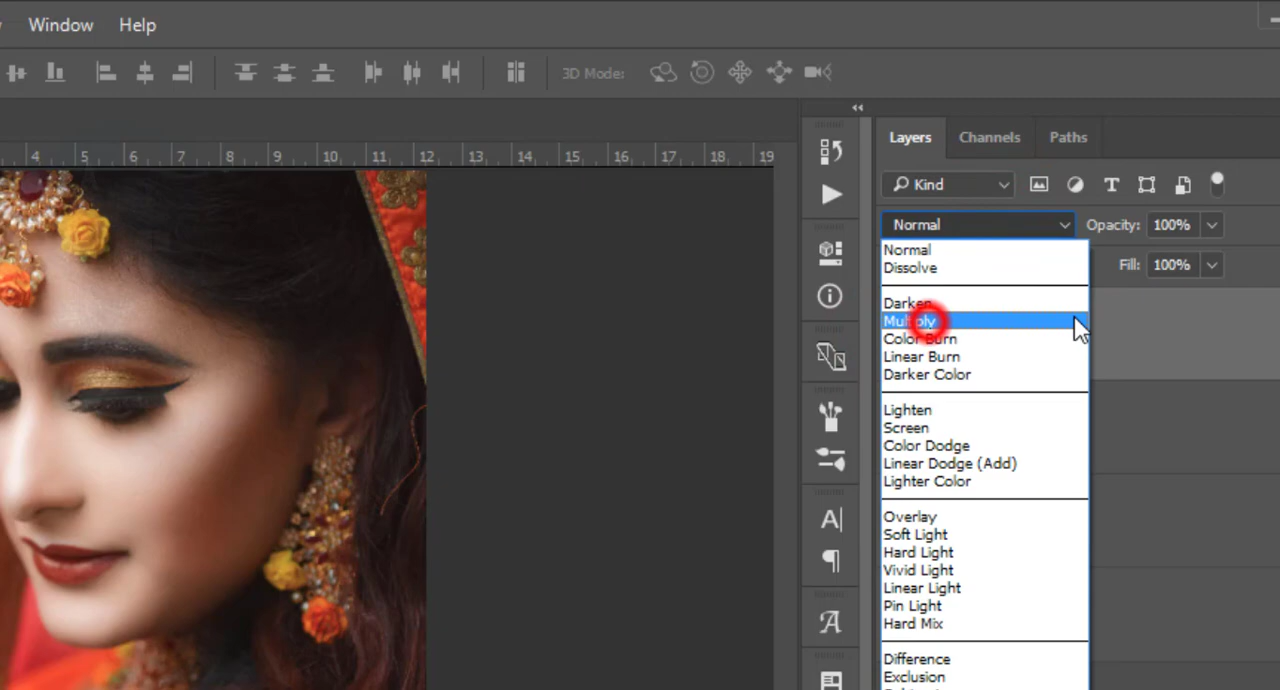 Window Help
3D Mode:
4 5 6 7 8 9 10 11 12 13 14 15 16 17 18 19
Layers Channels Paths
Kind
Normal Opacity: 100%
Fill: 100%
Normal
Dissolve
Darken
Multiply
Color Burn
Linear Burn
Darker Color
Lighten
Screen
Color Dodge
Linear Dodge (Add)
Lighter Color
Overlay
Soft Light
Hard Light
Vivid Light
Linear Light
Pin Light
Hard Mix
Difference
Exclusion